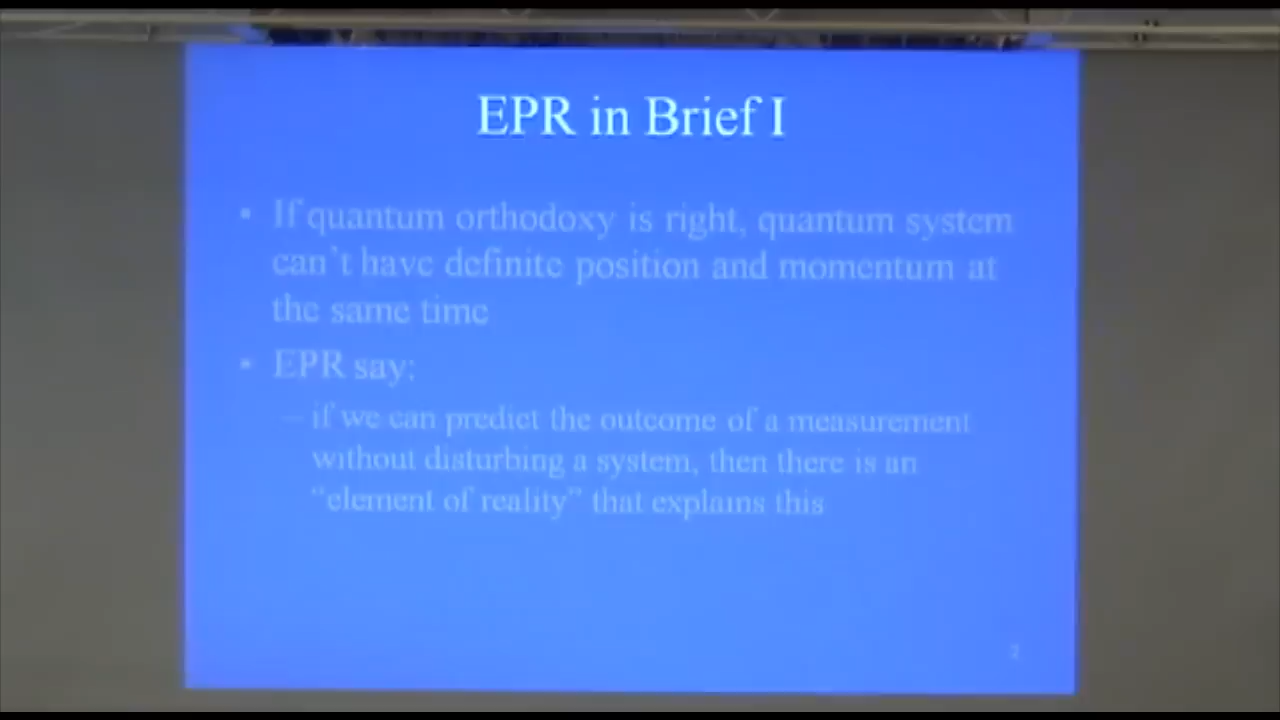 EPR in Brief I
• If quantum orthodoxy is right, quantum system
can't have definite position and momentum at
the same time
• EPR say:
– if we can predict the outcome of a measurement
without disturbing a system, then there is an
“element of reality” that explains this
2